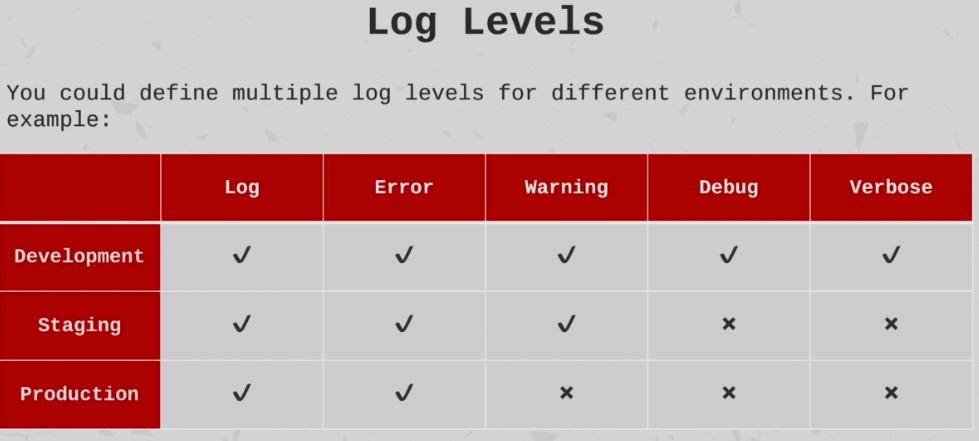 Log Levels
You could define multiple log levels for different environments. For
example:
Log Error Warning Debug Verbose
Development ✓ ✓ ✓ ✓ ✓
Staging ✓ ✓ ✓ × ×
Production ✓ ✓ × × ×